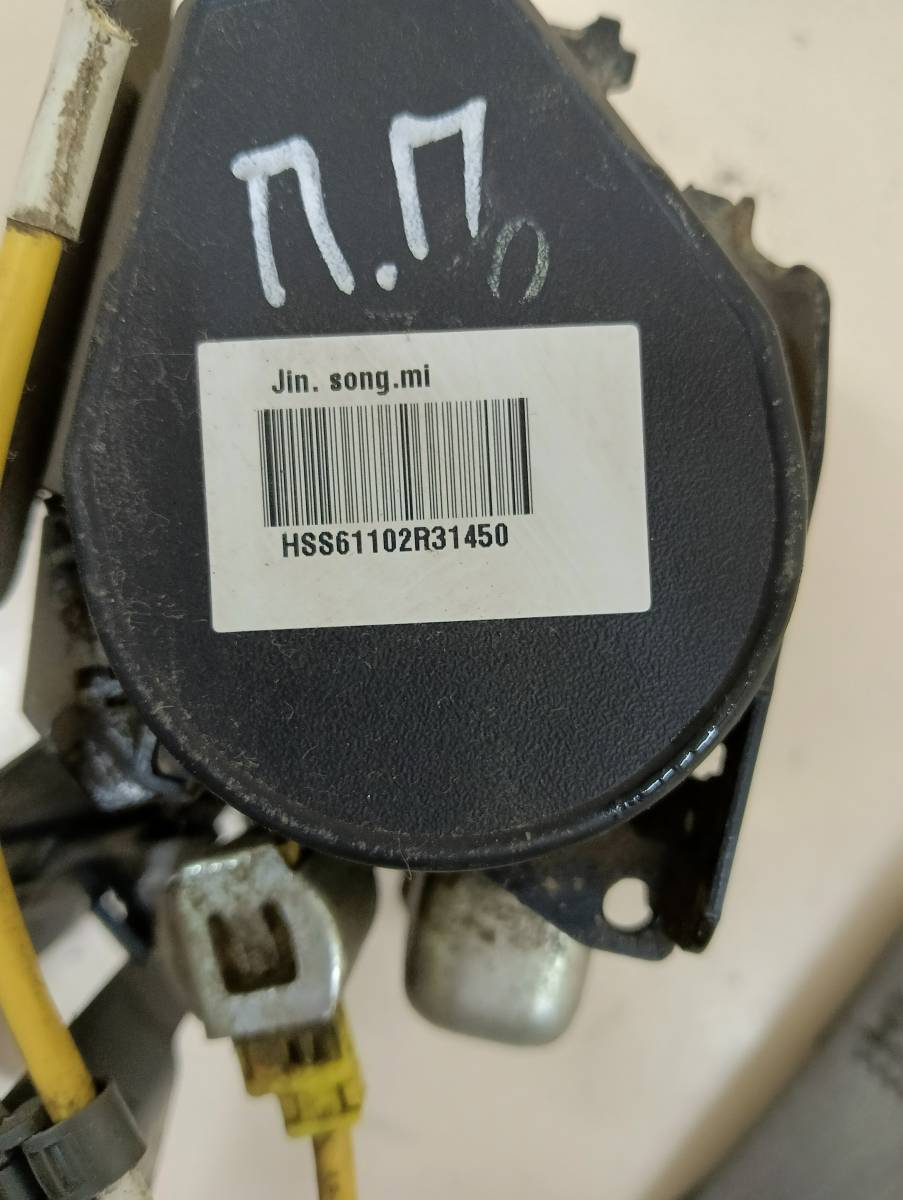 П.П
Jin. song.mi
HSS61102R31450